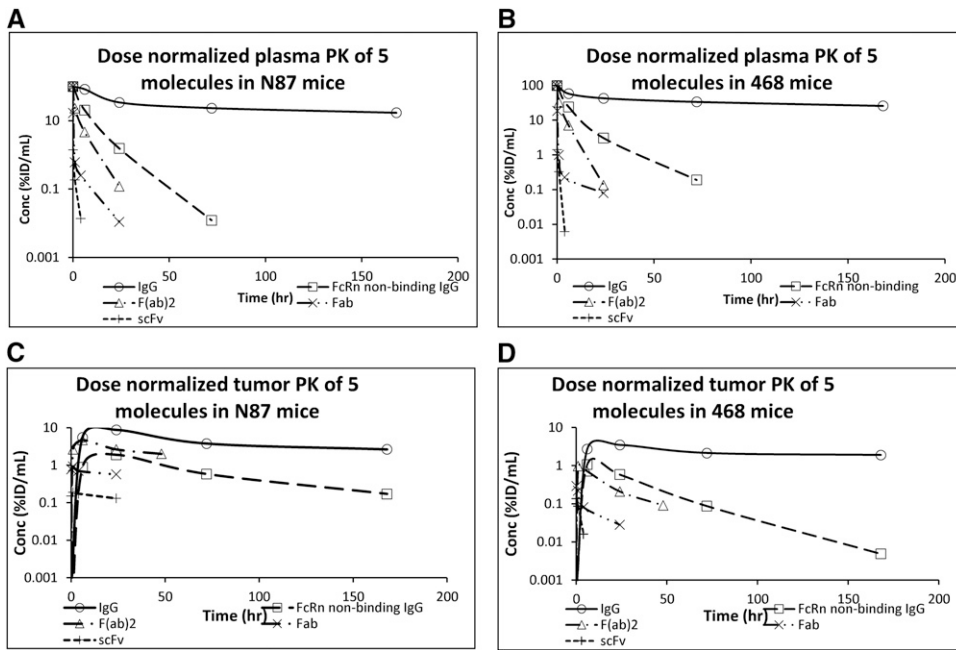 A
Dose normalized plasma PK of 5
molecules in N87 mice
Conc (%ID/mL)
10
0.1
0.001
0 50 100 150 200
Time (hr)
IgG FcRn non-binding IgG
F(ab)2 Fab
scFv
B
Dose normalized plasma PK of 5
molecules in 468 mice
Conc (%ID/mL)
100
10
1
0.1
0.01
0.001
0 50 100 150 200
Time (hr)
IgG FcRn non-binding
F(ab)2 Fab
scFv
C
Dose normalized tumor PK of 5
molecules in N87 mice
Conc (%ID/mL)
10
1
0.1
0.01
0.001
0 50 100 150 200
Time (hr)
IgG FcRn non-binding IgG
F(ab)2 Fab
scFv
D
Dose normalized tumor PK of 5
molecules in 468 mice
Conc (%ID/mL)
10
1
0.1
0.01
0.001
0 50 100 150 200
Time (hr)
IgG FcRn non-binding IgG
F(ab)2 Fab
scFv